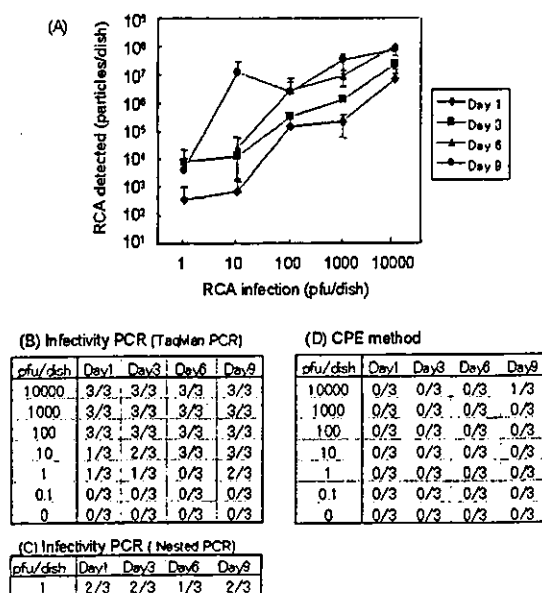 (A)
RCA detected (particles/dish)
10⁹
10⁸
10⁷
10⁶
10⁵
10⁴
10³
10²
10¹
1 10 100 1000 10000
RCA infection (pfu/dish)
Day 1
Day 3
Day 6
Day 9
(B) Infectivity PCR (TaqMan PCR)
pfu/dish Day1 Day3 Day6 Day9
10000 3/3 3/3 3/3 3/3
1000 3/3 3/3 3/3 3/3
100 3/3 3/3 3/3 3/3
10 1/3 2/3 3/3 3/3
1 1/3 1/3 0/3 2/3
0.1 0/3 0/3 0/3 0/3
0 0/3 0/3 0/3 0/3
(C) Infectivity PCR (Nested PCR)
pfu/dish Day1 Day3 Day6 Day9
1 2/3 2/3 1/3 2/3
(D) CPE method
pfu/dish Day1 Day3 Day6 Day9
10000 0/3 0/3 0/3 1/3
1000 0/3 0/3 0/3 0/3
100 0/3 0/3 0/3 0/3
10 0/3 0/3 0/3 0/3
1 0/3 0/3 0/3 0/3
0.1 0/3 0/3 0/3 0/3
0 0/3 0/3 0/3 0/3